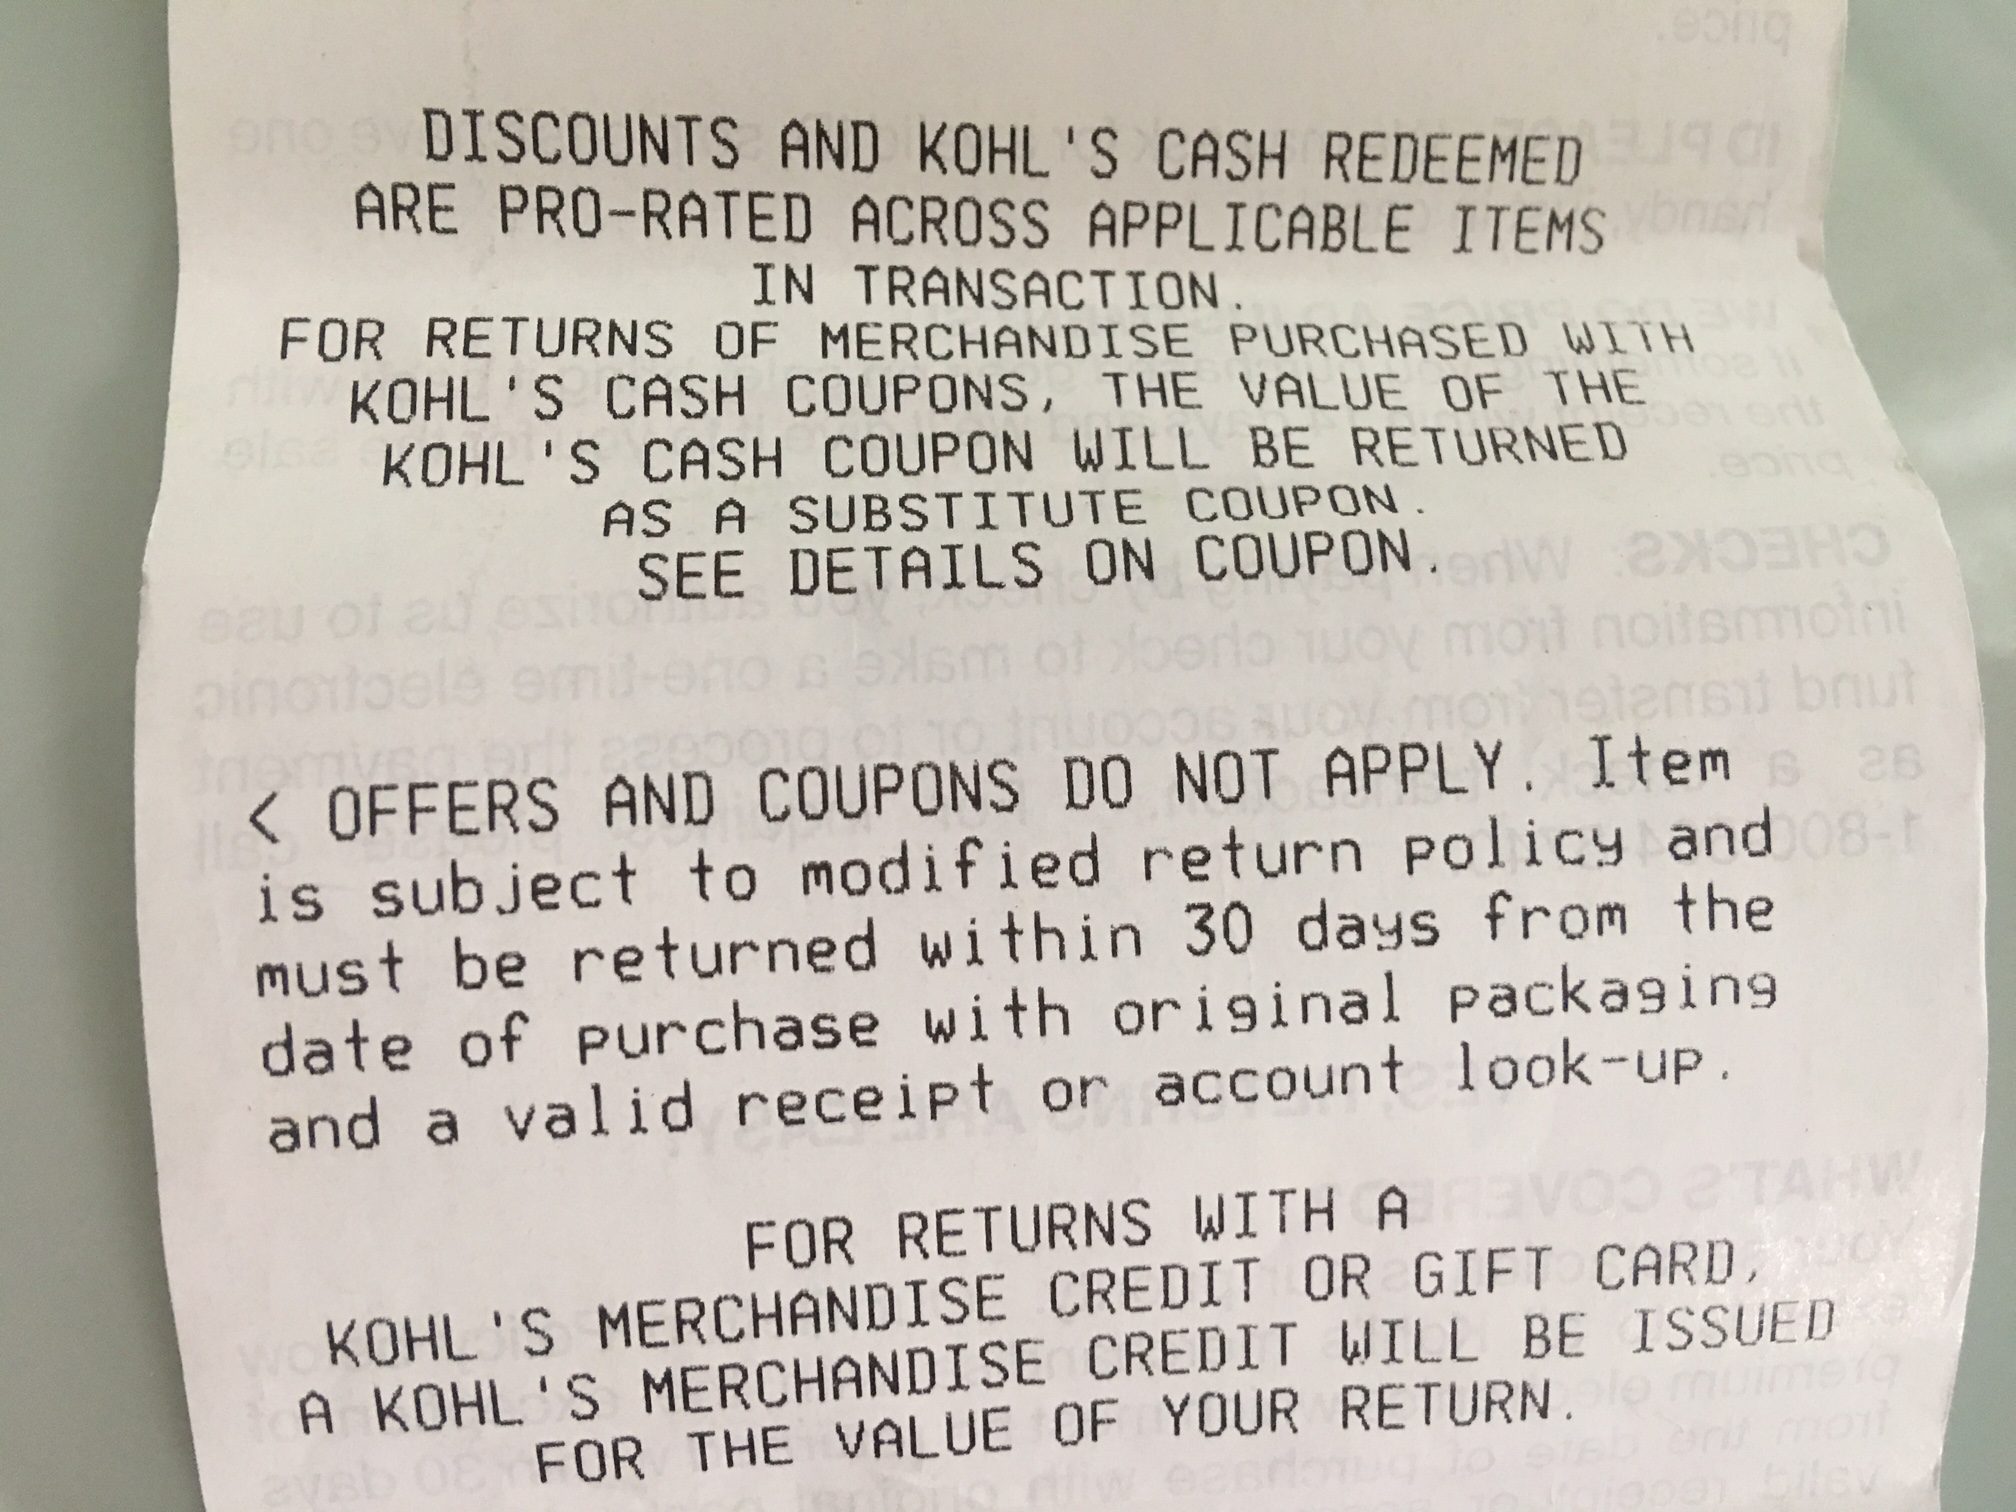 DISCOUNTS AND KOHL'S CASH REDEEMED
ARE PRO-RATED ACROSS APPLICABLE ITEMS
IN TRANSACTION.
FOR RETURNS OF MERCHANDISE PURCHASED WITH
KOHL'S CASH COUPONS, THE VALUE OF THE
KOHL'S CASH COUPON WILL BE RETURNED
AS A SUBSTITUTE COUPON.
SEE DETAILS ON COUPON.
< OFFERS AND COUPONS DO NOT APPLY. Item
is subject to modified return policy and
must be returned within 30 days from the
date of purchase with original packaging
and a valid receipt or account look-up.
FOR RETURNS WITH A
KOHL'S MERCHANDISE CREDIT OR GIFT CARD,
A KOHL'S MERCHANDISE CREDIT WILL BE ISSUED
FOR THE VALUE OF YOUR RETURN.